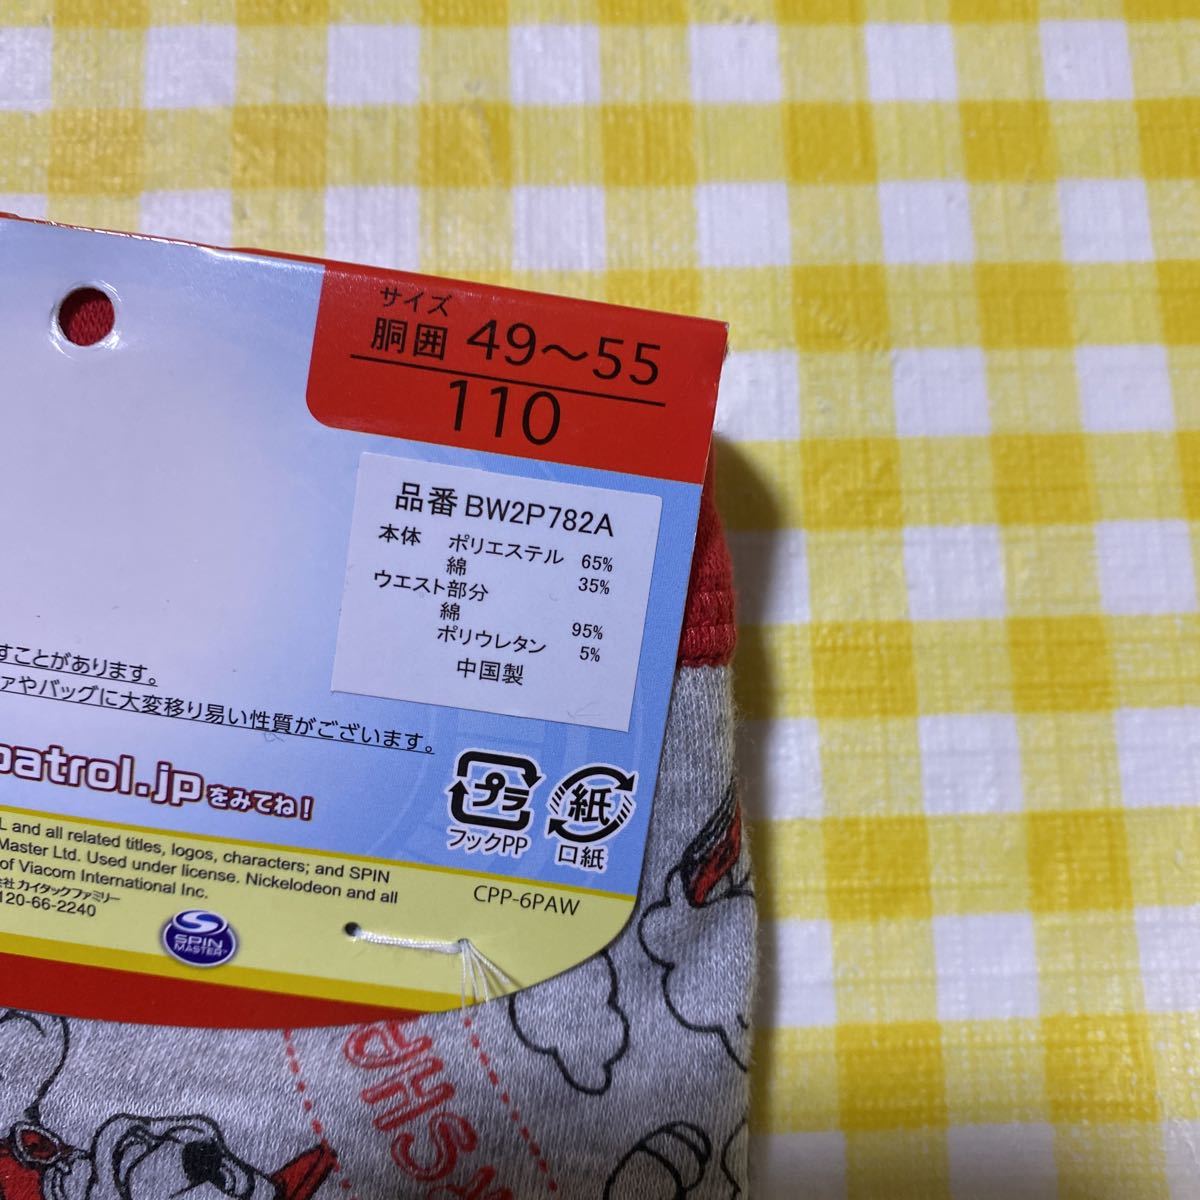 サイズ
胴囲 49～55
110
品番 BW2P782A
本体 ポリエステル 65%
綿 35%
ウエスト部分
綿 95%
ポリウレタン 5%
中国製
すことがあります。
ァやバッグに大変移り易い性質がございます。
patrol.jpをみてね!
プラ
フックPP
紙
口紙
L and all related titles, logos, characters; and SPIN
Master Ltd. Used under license. Nickelodeon and all
of Viacom International Inc.
カイタックファミリー
120-66-2240
CPP-6PAW
SPIN
MASTER